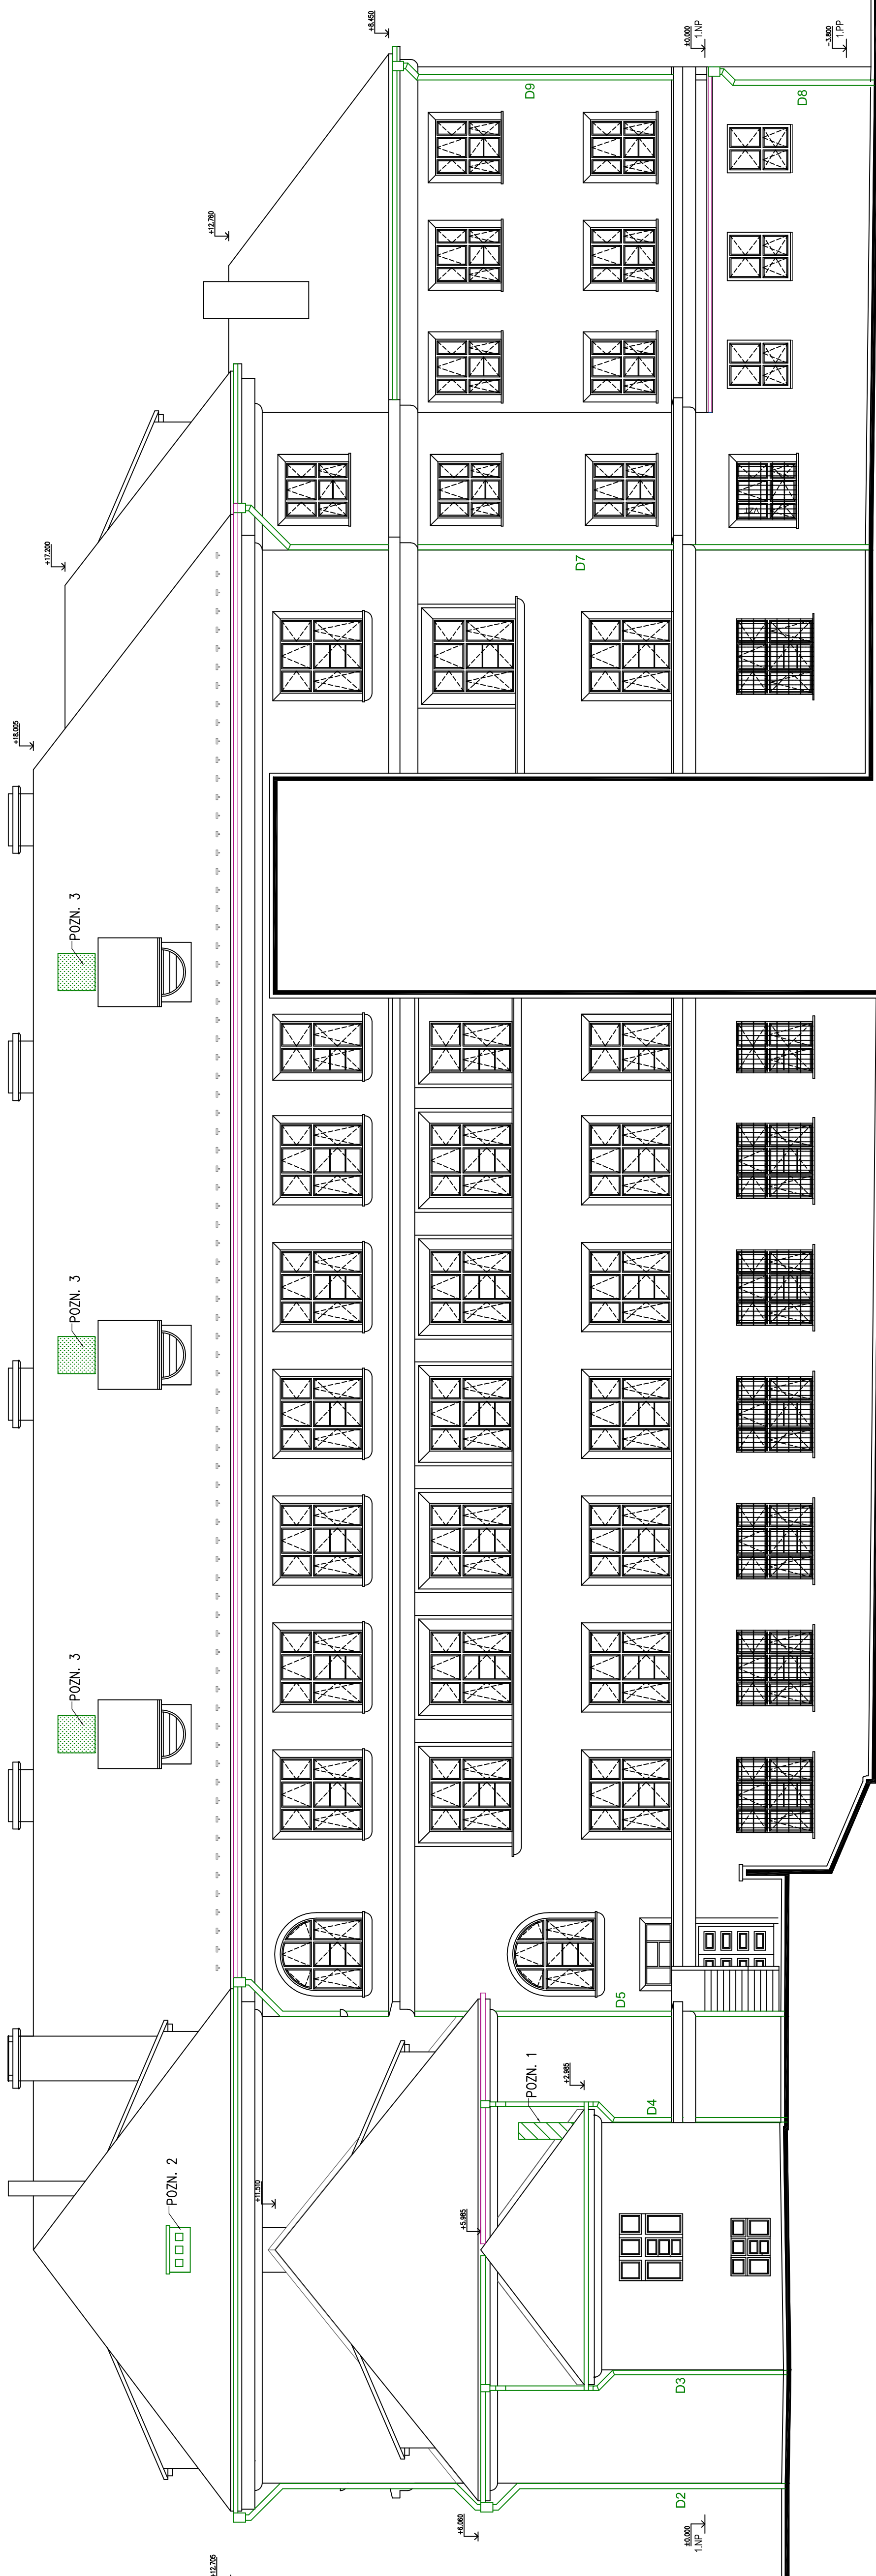 +12.705
+18.005
+17.200
+12.760
+8.450
POZN. 2
POZN. 3
POZN. 3
POZN. 3
+11.510
+5.985
+6.060
POZN. 1
+2.985
D2
D3
D4
D5
D7
D9
D8
±0.000
1.NP
±0.000
1.NP
-3.800
1.PP